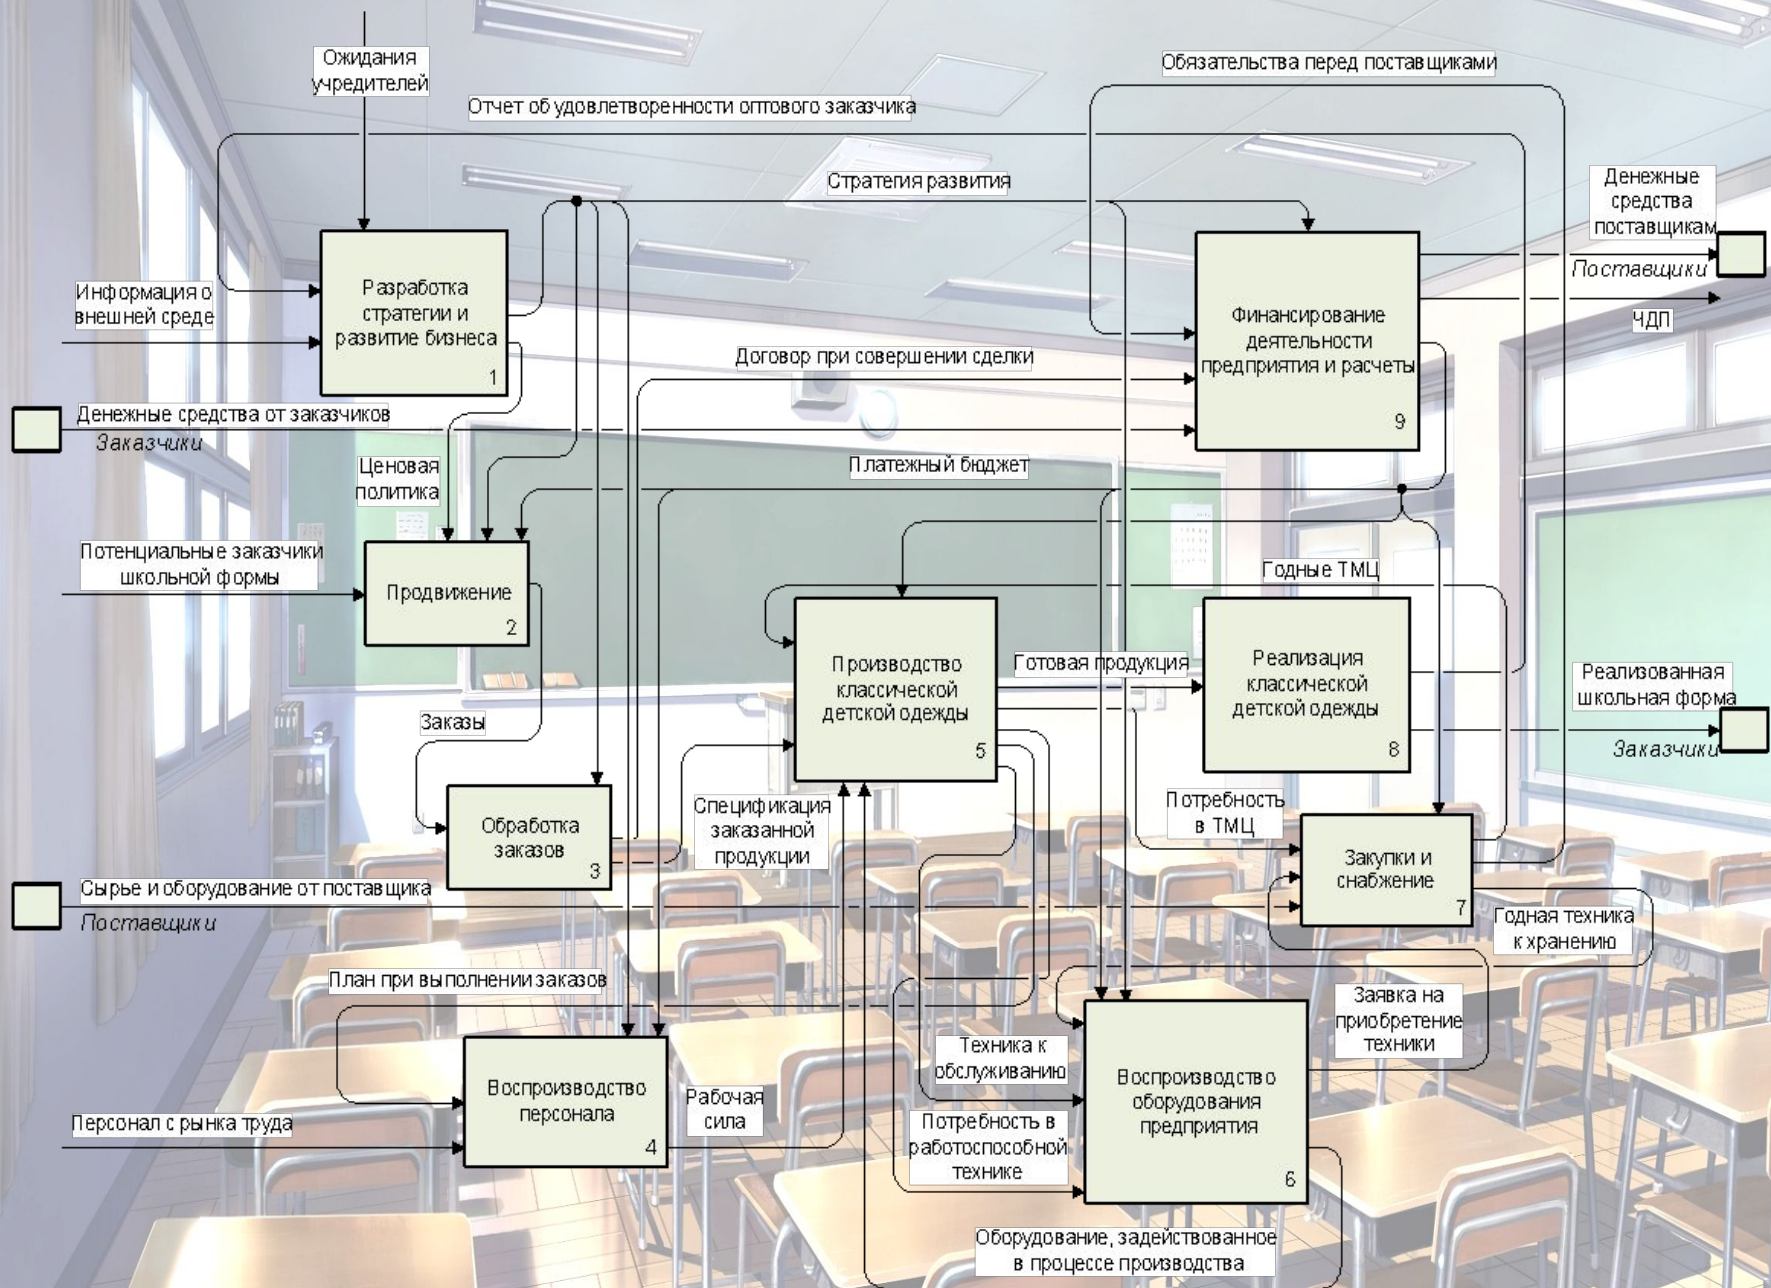 Ожидания
учредителей
Обязательства перед поставщиками
Отчет об удовлетворенности оптового заказчика
Стратегия развития
Денежные
средства
поставщикам
Поставщики
ЧДП
Информация о
внешней среде
Разработка
стратегии и
развитие бизнеса
1
Финансирование
деятельности
предприятия и расчеты
9
Договор при совершении сделки
Денежные средства от заказчиков
Заказчики
Ценовая
политика
Платежный бюджет
Потенциальные заказчики
школьной формы
Продвижение
2
Годные ТМЦ
Производство
классической
детской одежды
5
Готовая продукция
Реализация
классической
детской одежды
8
Реализованная
школьная форма
Заказчики
Заказы
Обработка
заказов
3
Спецификация
заказанной
продукции
Потребность
в ТМЦ
Закупки и
снабжение
7
Сырье и оборудование от поставщика
Поставщики
Годная техника
к хранению
План при выполнении заказов
Заявка на
приобретение
техники
Техника к
обслуживанию
Воспроизводство
персонала
4
Рабочая
сила
Персонал с рынка труда
Потребность в
работоспособной
технике
Воспроизводство
оборудования
предприятия
6
Оборудование, задействованное
в процессе производства